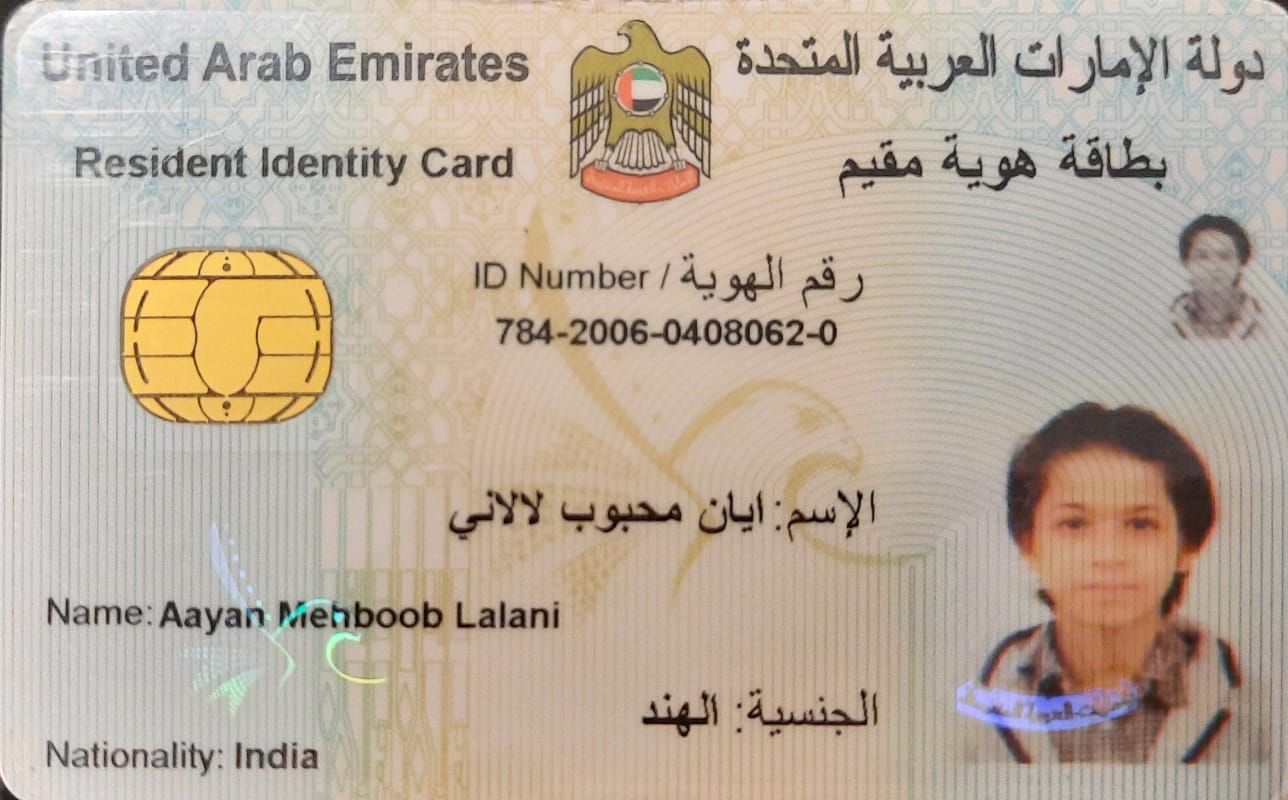 United Arab Emirates
دولة الإمارات العربية المتحدة
Resident Identity Card
بطاقة هوية مقيم
ID Number / رقم الهوية
784-2006-0408062-0
الإسم: ايان محبوب لالاني
Name: Aayan Mehboob Lalani
الجنسية: الهند
Nationality: India